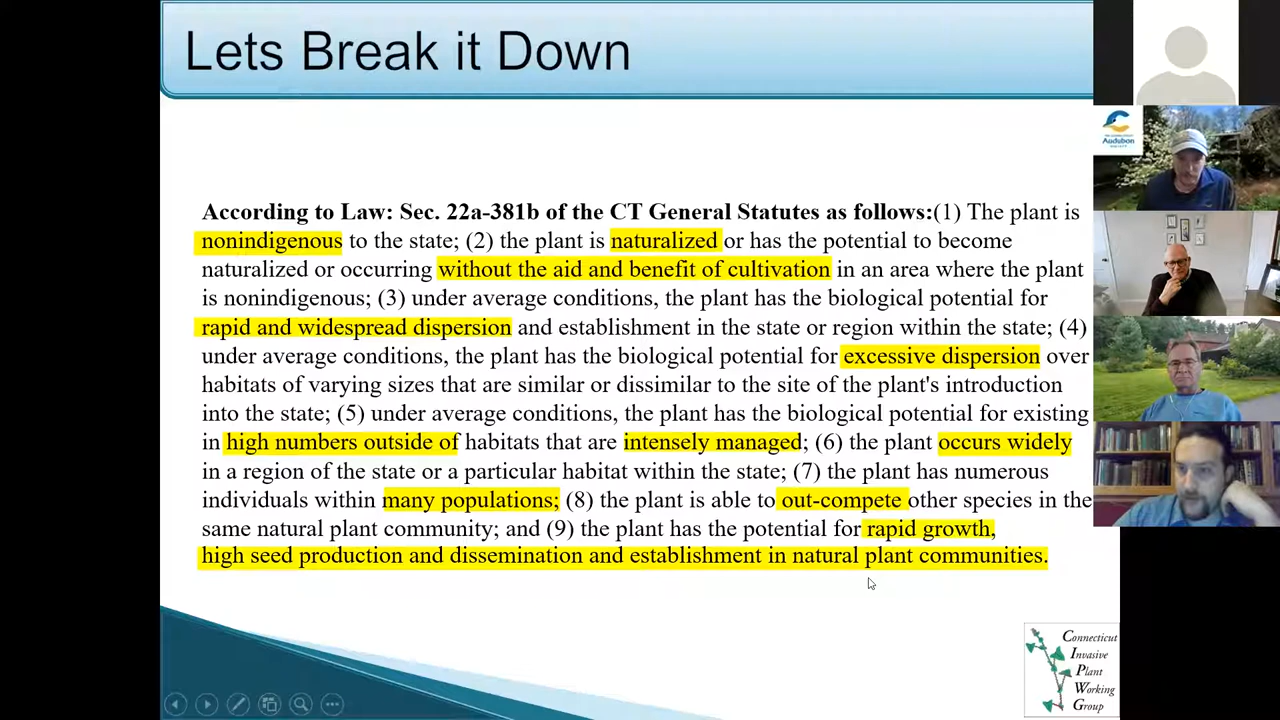 Lets Break it Down
According to Law: Sec. 22a-381b of the CT General Statutes as follows:(1) The plant is
nonindigenous to the state; (2) the plant is naturalized or has the potential to become
naturalized or occurring without the aid and benefit of cultivation in an area where the plant
is nonindigenous; (3) under average conditions, the plant has the biological potential for
rapid and widespread dispersion and establishment in the state or region within the state; (4)
under average conditions, the plant has the biological potential for excessive dispersion over
habitats of varying sizes that are similar or dissimilar to the site of the plant's introduction
into the state; (5) under average conditions, the plant has the biological potential for existing
in high numbers outside of habitats that are intensely managed; (6) the plant occurs widely
in a region of the state or a particular habitat within the state; (7) the plant has numerous
individuals within many populations; (8) the plant is able to out-compete other species in the
same natural plant community; and (9) the plant has the potential for rapid growth,
high seed production and dissemination and establishment in natural plant communities.
Audubon
Connecticut
Invasive
Plant
Working
Group